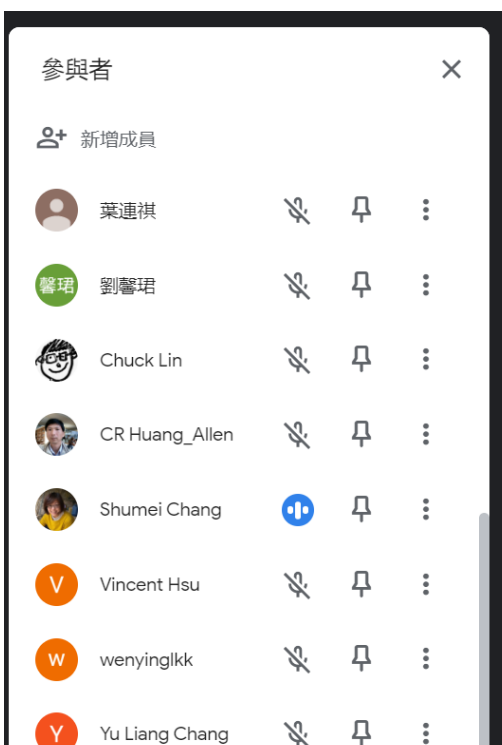 參與者
新增成員
葉連祺
馨珺 劉馨珺
Chuck Lin
CR Huang_Allen
Shumei Chang
V Vincent Hsu
w wenyinglkk
Y Yu Liang Chang